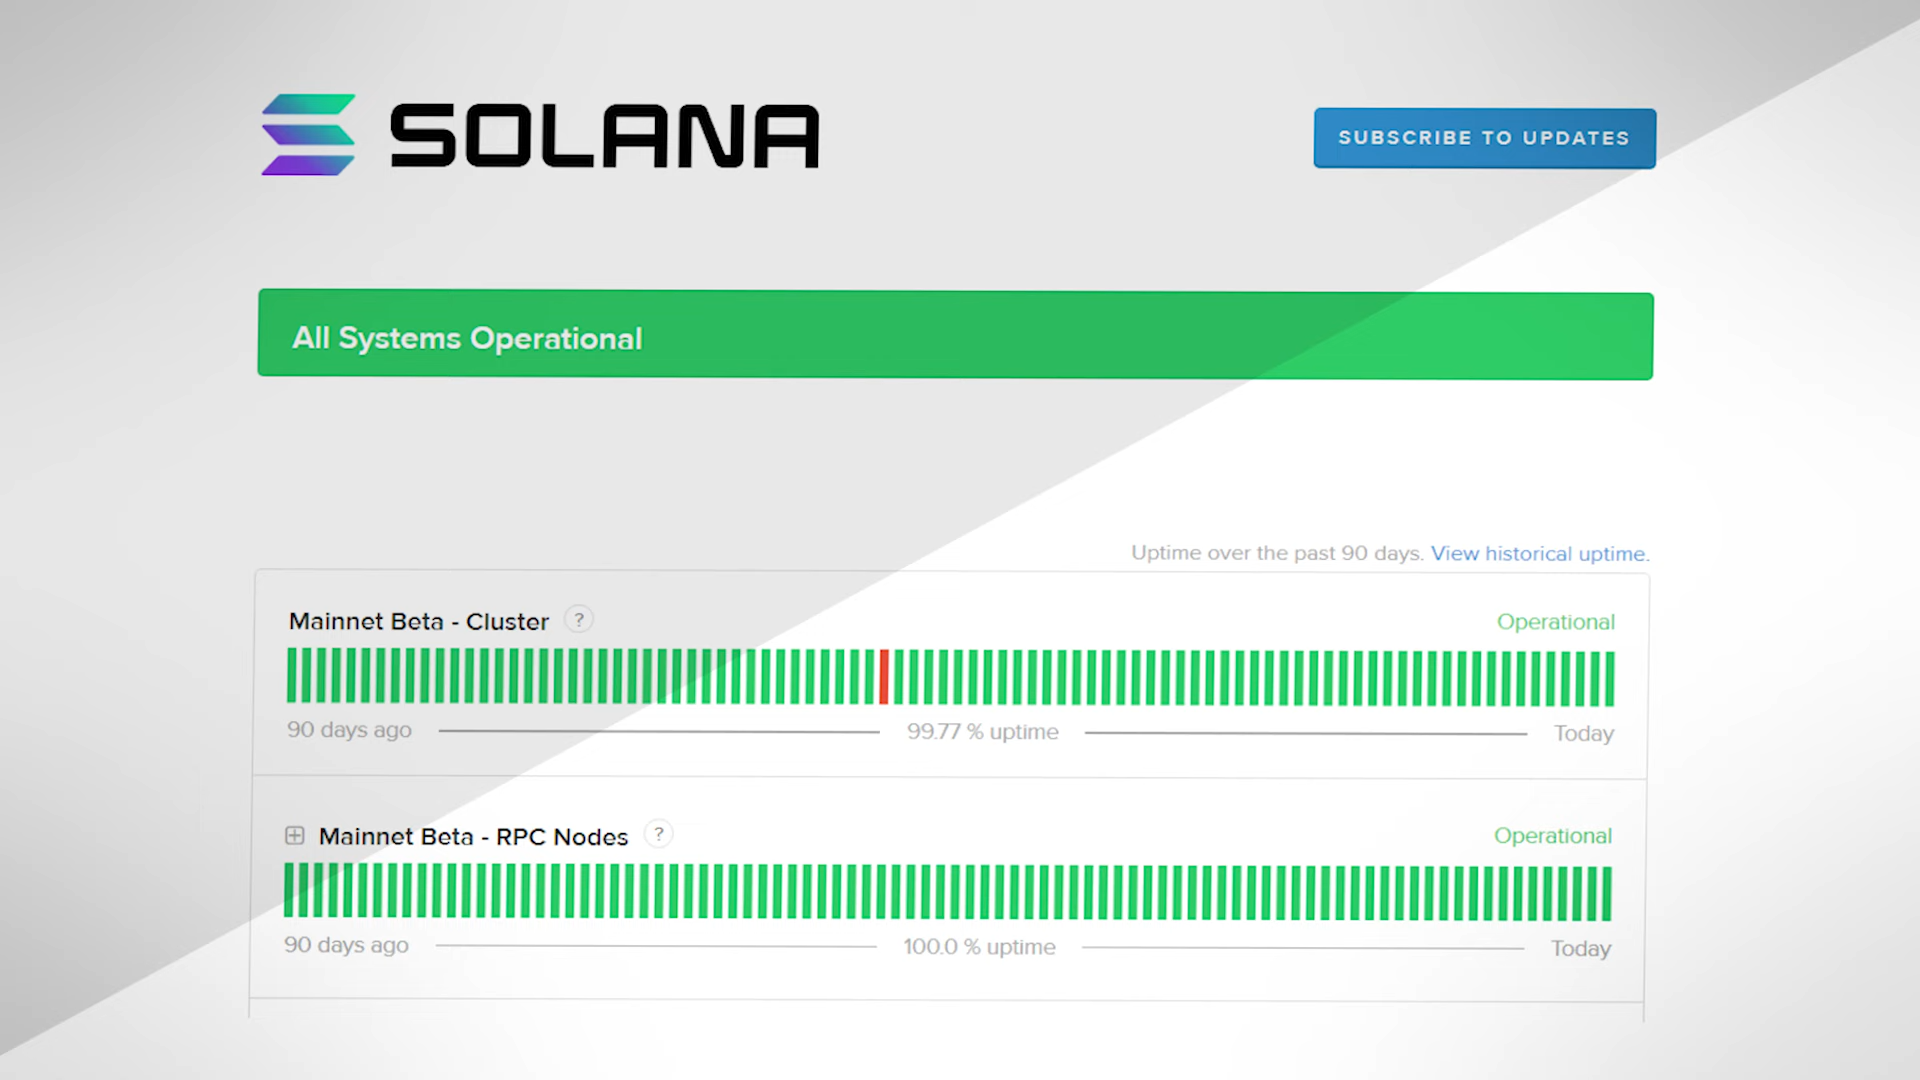 SOLANA
SUBSCRIBE TO UPDATES
All Systems Operational
Uptime over the past 90 days. View historical uptime.
Mainnet Beta - Cluster ? Operational
90 days ago 99.77 % uptime Today
Mainnet Beta - RPC Nodes ? Operational
90 days ago 100.0 % uptime Today